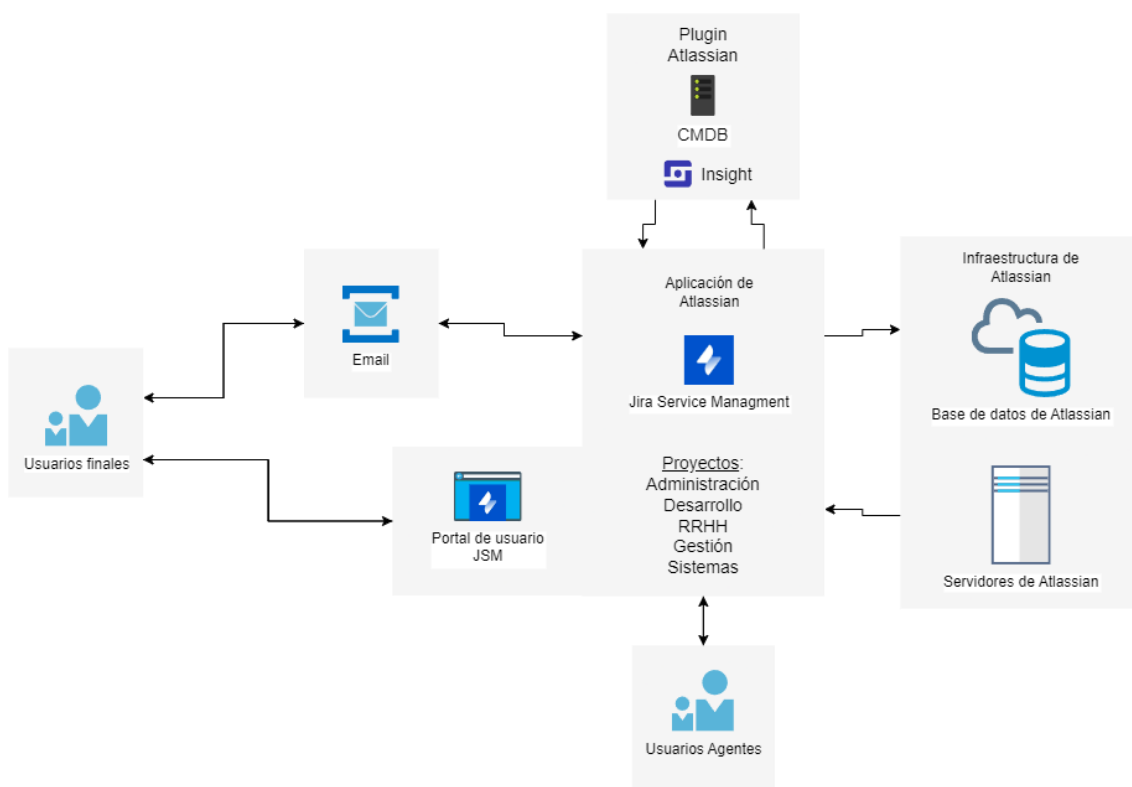 Plugin
Atlassian
CMDB
Insight
Aplicación de
Atlassian
Jira Service Managment
Proyectos:
Administración
Desarrollo
RRHH
Gestión
Sistemas
Infraestructura de
Atlassian
Base de datos de Atlassian
Servidores de Atlassian
Email
Usuarios finales
Portal de usuario
JSM
Usuarios Agentes